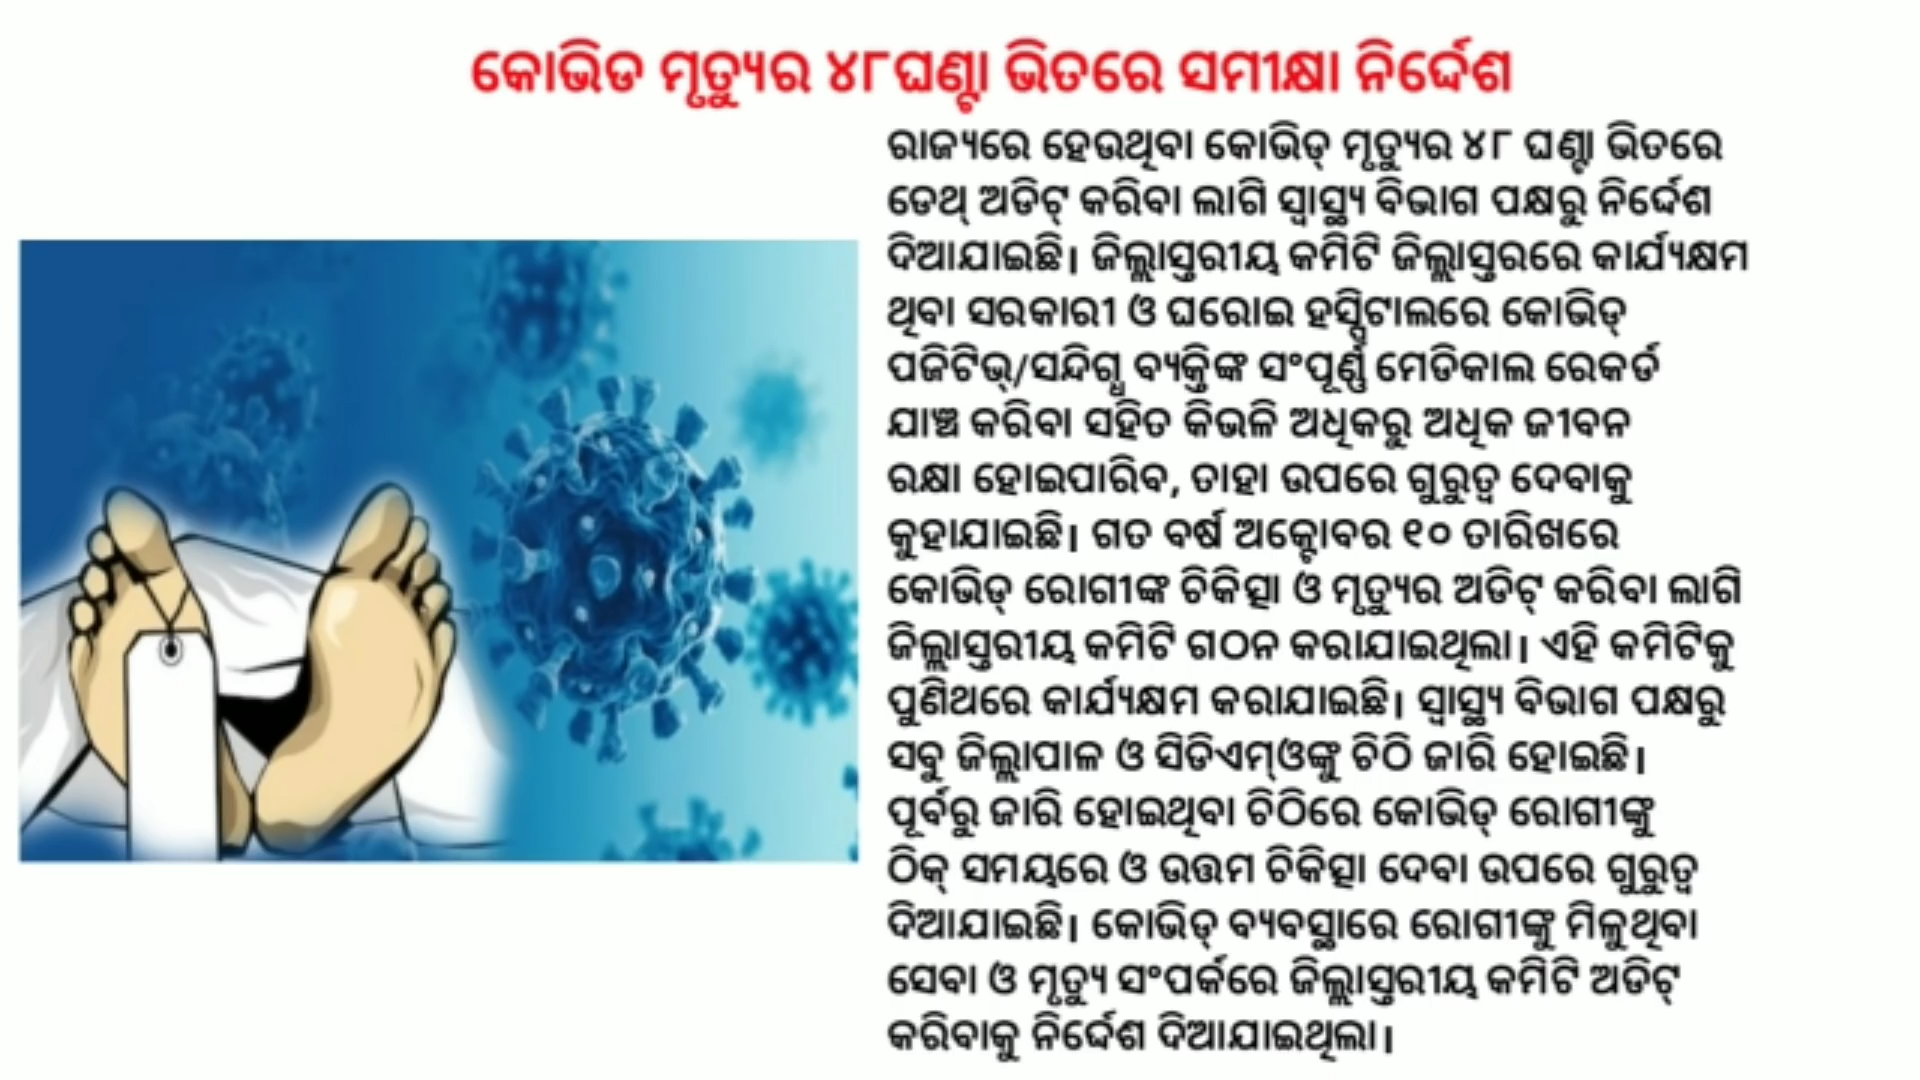 କୋଭିଡ ମୃତ୍ୟୁର ୪୮ଘଣ୍ଟା ଭିତରେ ସମୀକ୍ଷା ନିର୍ଦ୍ଦେଶ
ରାଜ୍ୟରେ ହେଉଥିବା କୋଭିଡ୍ ମୃତ୍ୟୁର ୪୮ ଘଣ୍ଟା ଭିତରେ
ଡେଥ୍ ଅଡିଟ୍ କରିବା ଲାଗି ସ୍ୱାସ୍ଥ୍ୟ ବିଭାଗ ପକ୍ଷରୁ ନିର୍ଦ୍ଦେଶ
ଦିଆଯାଇଛି। ଜିଲ୍ଲାସ୍ତରୀୟ କମିଟି ଜିଲ୍ଲାସ୍ତରରେ କାର୍ଯ୍ୟକ୍ଷମ
ଥିବା ସରକାରୀ ଓ ଘରୋଇ ହସ୍ପିଟାଲରେ କୋଭିଡ୍
ପଜିଟିଭ୍/ସନ୍ଦିଗ୍ଧ ବ୍ୟକ୍ତିଙ୍କ ସଂପୂର୍ଣ୍ଣ ମେଡିକାଲ ରେକର୍ଡ
ଯାଞ୍ଚ କରିବା ସହିତ କିଭଳି ଅଧିକରୁ ଅଧିକ ଜୀବନ
ରକ୍ଷା ହୋଇପାରିବ, ତାହା ଉପରେ ଗୁରୁତ୍ୱ ଦେବାକୁ
କୁହାଯାଇଛି। ଗତ ବର୍ଷ ଅକ୍ଟୋବର ୧୦ ତାରିଖରେ
କୋଭିଡ୍ ରୋଗୀଙ୍କ ଚିକିତ୍ସା ଓ ମୃତ୍ୟୁର ଅଡିଟ୍ କରିବା ଲାଗି
ଜିଲ୍ଲାସ୍ତରୀୟ କମିଟି ଗଠନ କରାଯାଇଥିଲା। ଏହି କମିଟିକୁ
ପୁଣିଥରେ କାର୍ଯ୍ୟକ୍ଷମ କରାଯାଇଛି। ସ୍ୱାସ୍ଥ୍ୟ ବିଭାଗ ପକ୍ଷରୁ
ସବୁ ଜିଲ୍ଲାପାଳ ଓ ସିଡିଏମ୍ଓଙ୍କୁ ଚିଠି ଜାରି ହୋଇଛି।
ପୂର୍ବରୁ ଜାରି ହୋଇଥିବା ଚିଠିରେ କୋଭିଡ୍ ରୋଗୀଙ୍କୁ
ଠିକ୍ ସମୟରେ ଓ ଉତ୍ତମ ଚିକିତ୍ସା ଦେବା ଉପରେ ଗୁରୁତ୍ୱ
ଦିଆଯାଇଛି। କୋଭିଡ୍ ବ୍ୟବସ୍ଥାରେ ରୋଗୀଙ୍କୁ ମିଳୁଥିବା
ସେବା ଓ ମୃତ୍ୟୁ ସଂପର୍କରେ ଜିଲ୍ଲାସ୍ତରୀୟ କମିଟି ଅଡିଟ୍
କରିବାକୁ ନିର୍ଦ୍ଦେଶ ଦିଆଯାଇଥିଲା।